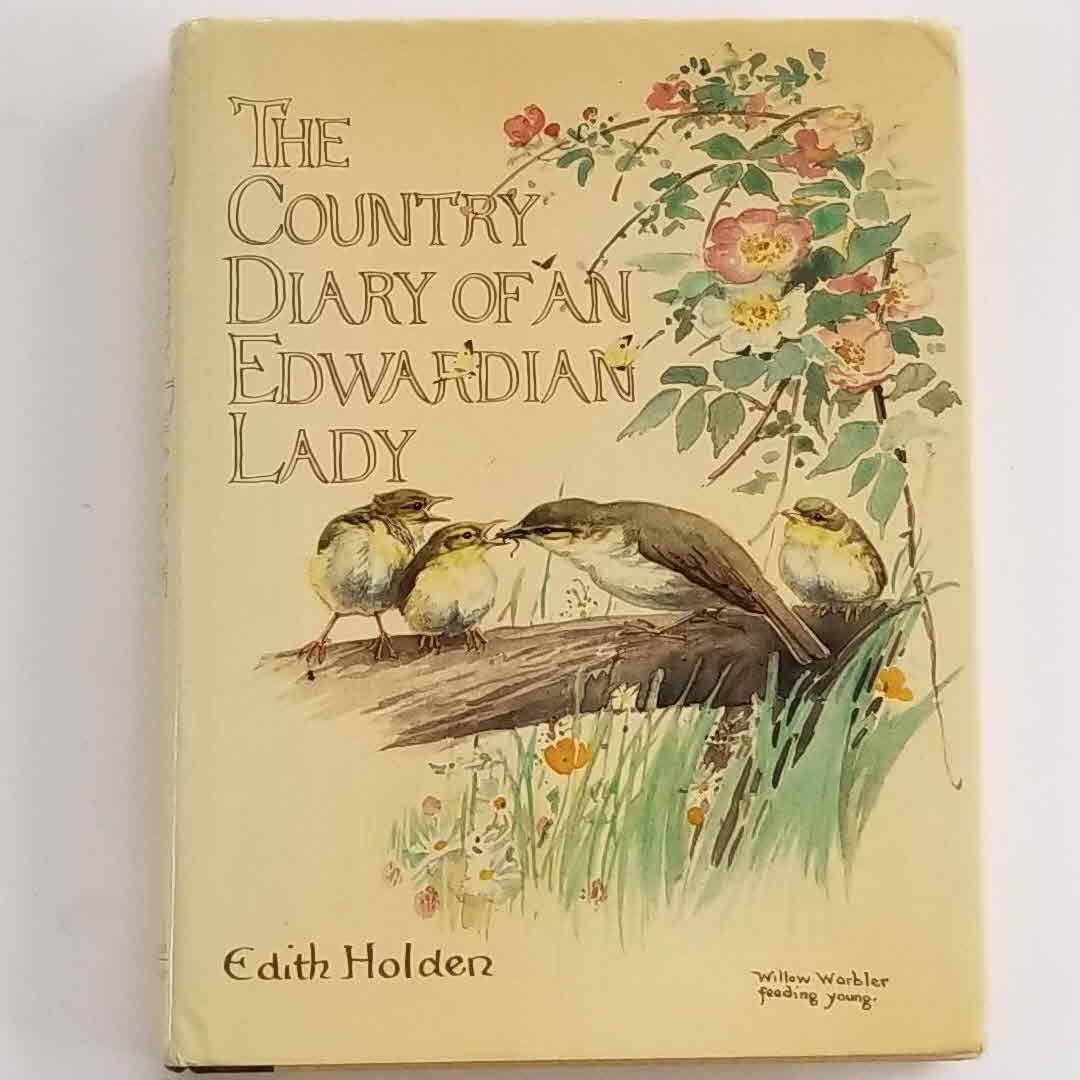 THE
COUNTRY
DIARY OF AN
EDWARDIAN
LADY
Edith Holden
Willow Warbler
feeding young.